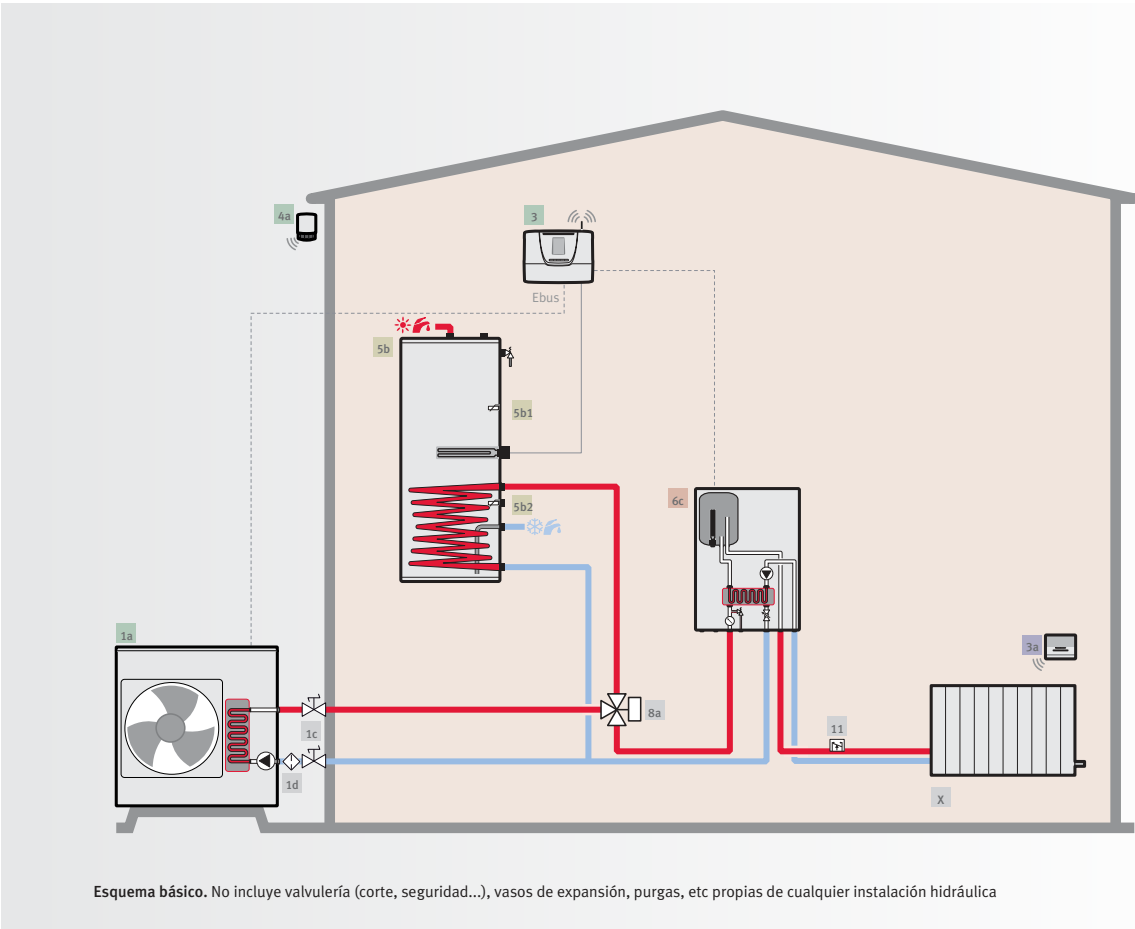 4a
3
Ebus
5b
5b1
5b2
6c
1a
3a
8a
1c
11
1d
X
Esquema básico. No incluye valvulería (corte, seguridad...), vasos de expansión, purgas, etc propias de cualquier instalación hidráulica